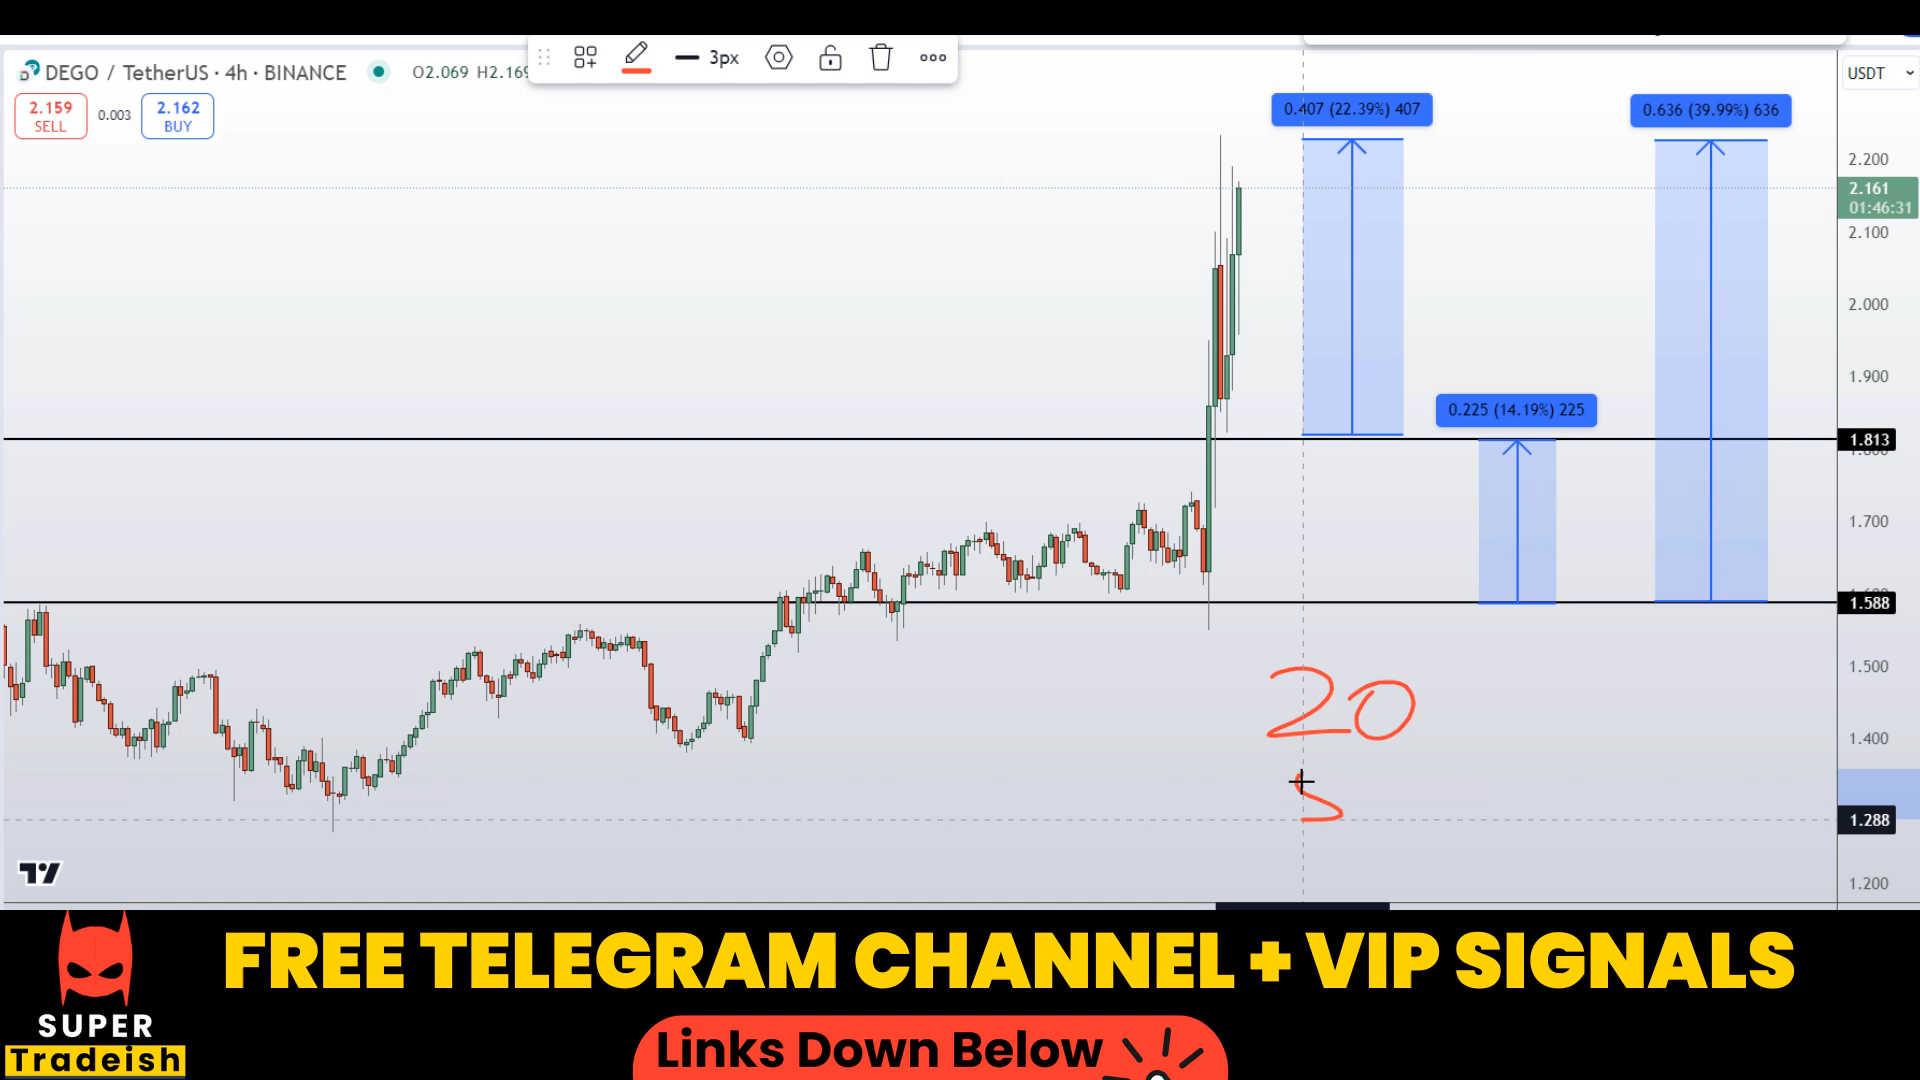 DEGO / TetherUS · 4h · BINANCE
O2.069 H2.169
3px
USDT
2.159
SELL
0.003
2.162
BUY
0.407 (22.39%) 407
0.636 (39.99%) 636
2.200
2.161
01:46:31
2.100
2.000
1.900
0.225 (14.19%) 225
1.813
1.700
1.588
1.500
20
1.400
5
1.288
1.200
FREE TELEGRAM CHANNEL + VIP SIGNALS
SUPER
Tradeish
Links Down Below